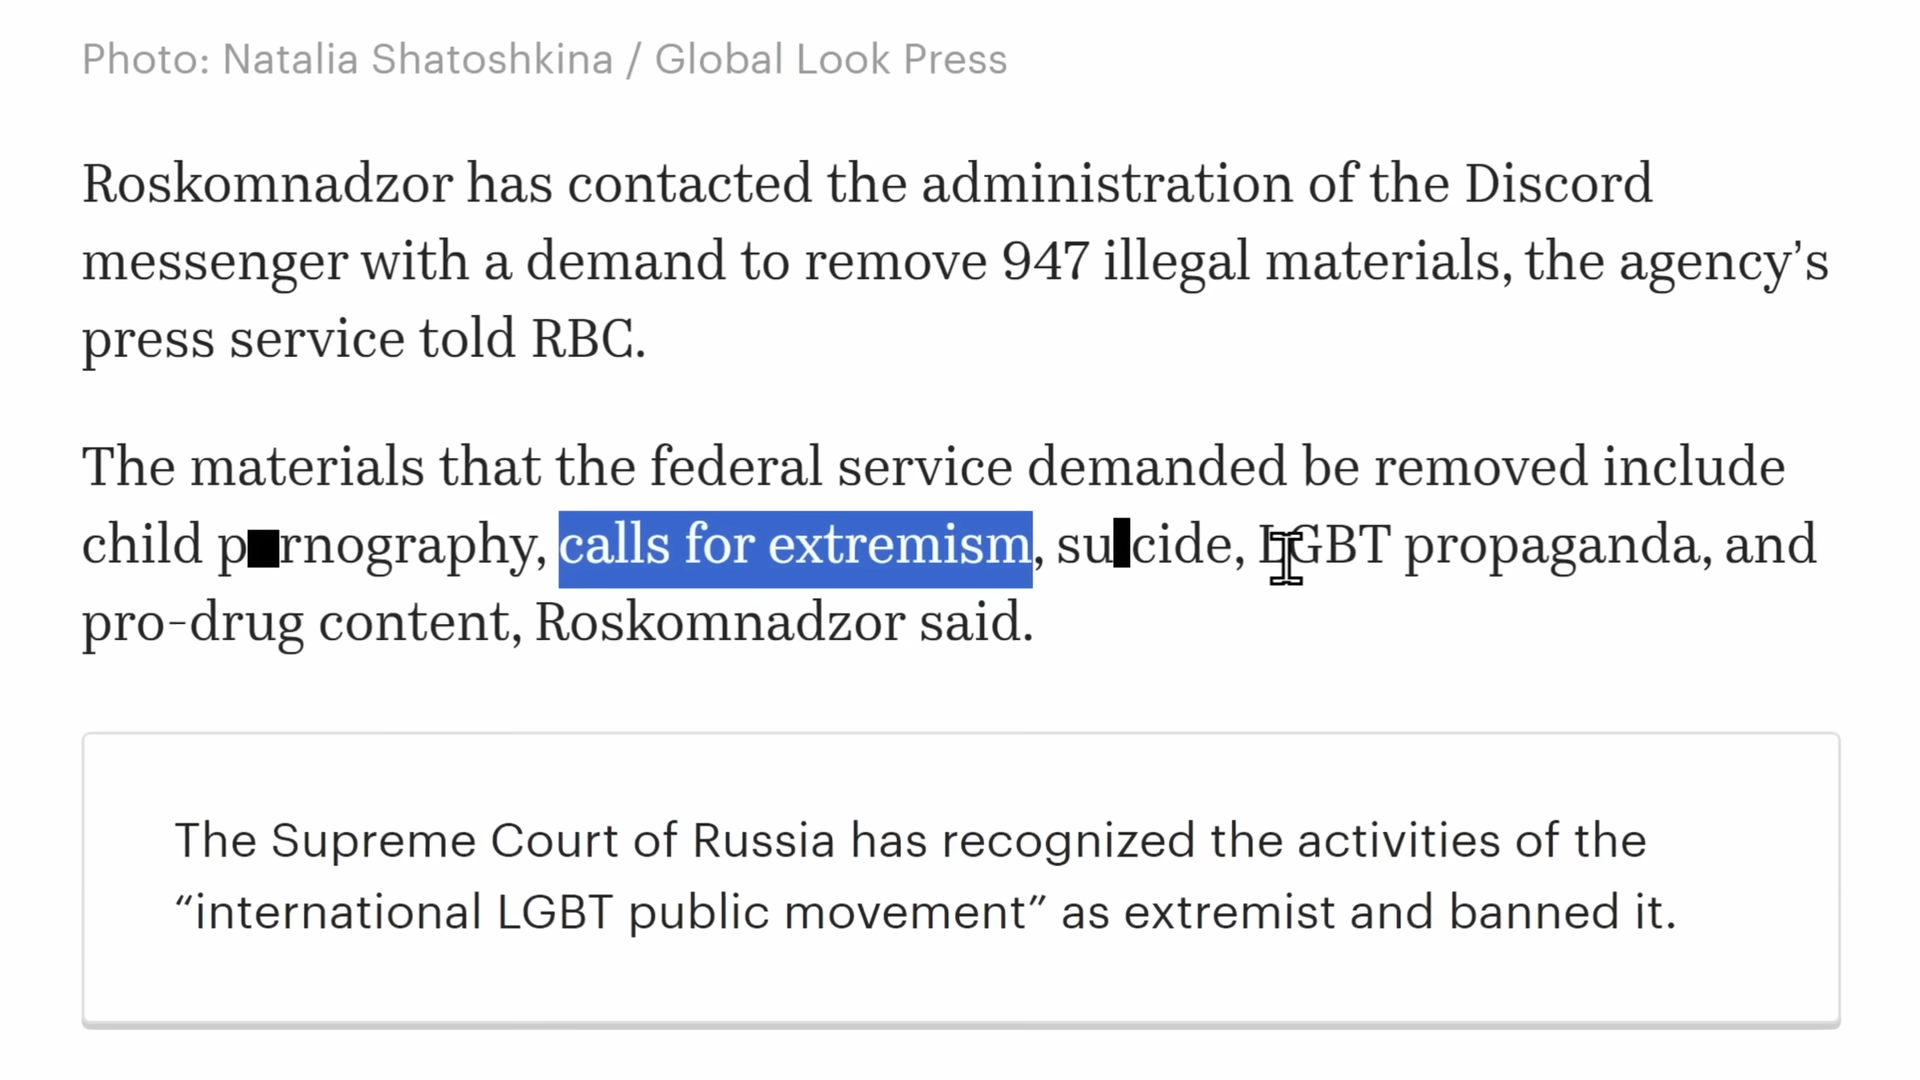 Photo: Natalia Shatoshkina / Global Look Press
Roskomnadzor has contacted the administration of the Discord
messenger with a demand to remove 947 illegal materials, the agency’s
press service told RBC.
The materials that the federal service demanded be removed include
child p■rnography, calls for extremism, su■cide, LGBT propaganda, and
pro-drug content, Roskomnadzor said.
The Supreme Court of Russia has recognized the activities of the
“international LGBT public movement” as extremist and banned it.